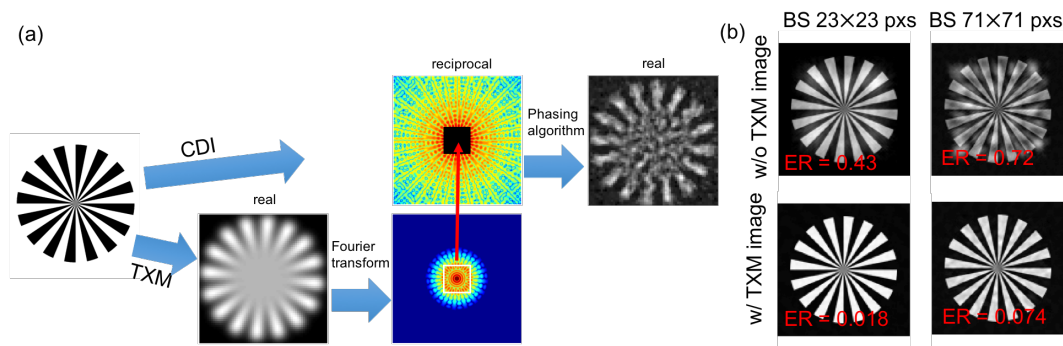 (a)
CDI
TXM
real
Fourier
transform
reciprocal
Phasing
algorithm
real
(b)
BS 23×23 pxs
BS 71×71 pxs
w/o TXM image
ER = 0.43
ER = 0.72
w/ TXM image
ER = 0.018
ER = 0.074